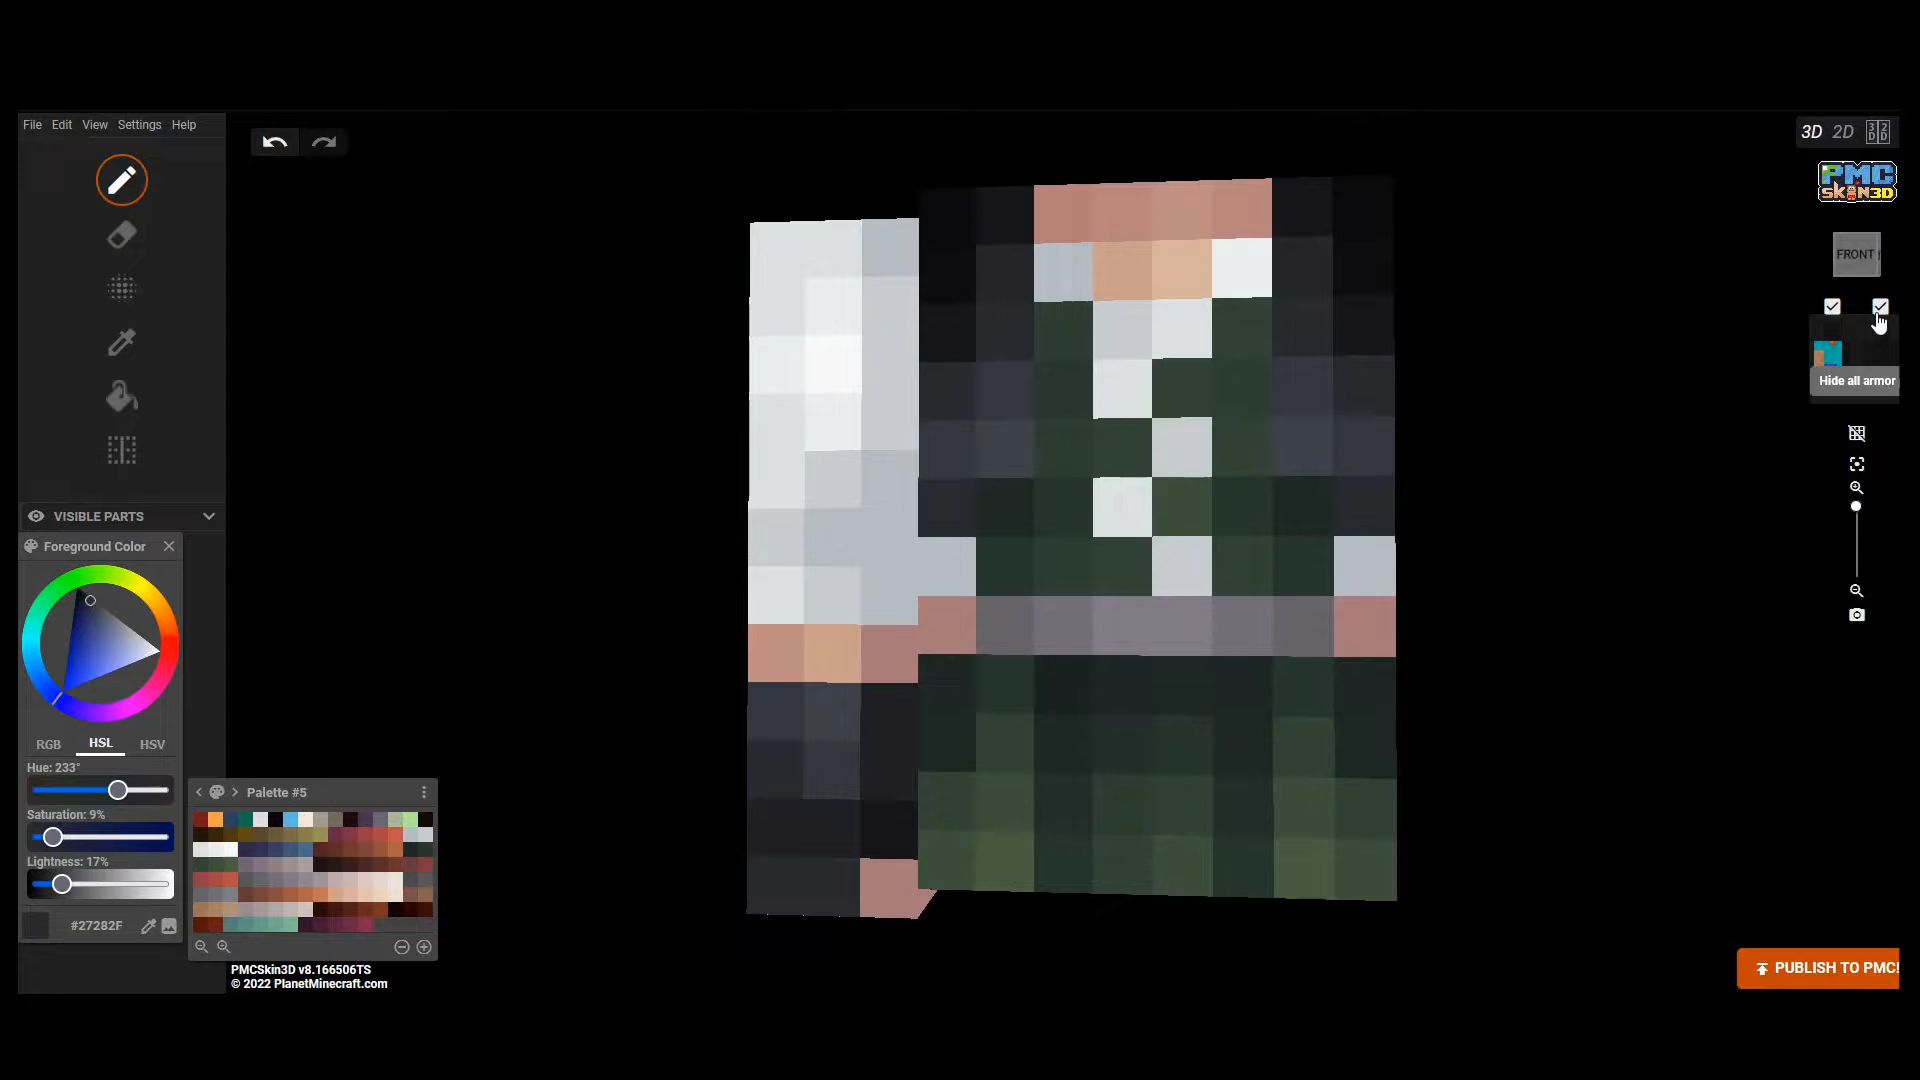 File Edit View Settings Help
3D 2D
PMC
SKIN3D
FRONT
Hide all armor
VISIBLE PARTS
Foreground Color
RGB HSL HSV
Hue: 233°
Saturation: 9%
Lightness: 17%
#27282F
Palette #5
PMCSkin3D v8.166506TS
© 2022 PlanetMinecraft.com
PUBLISH TO PMC!